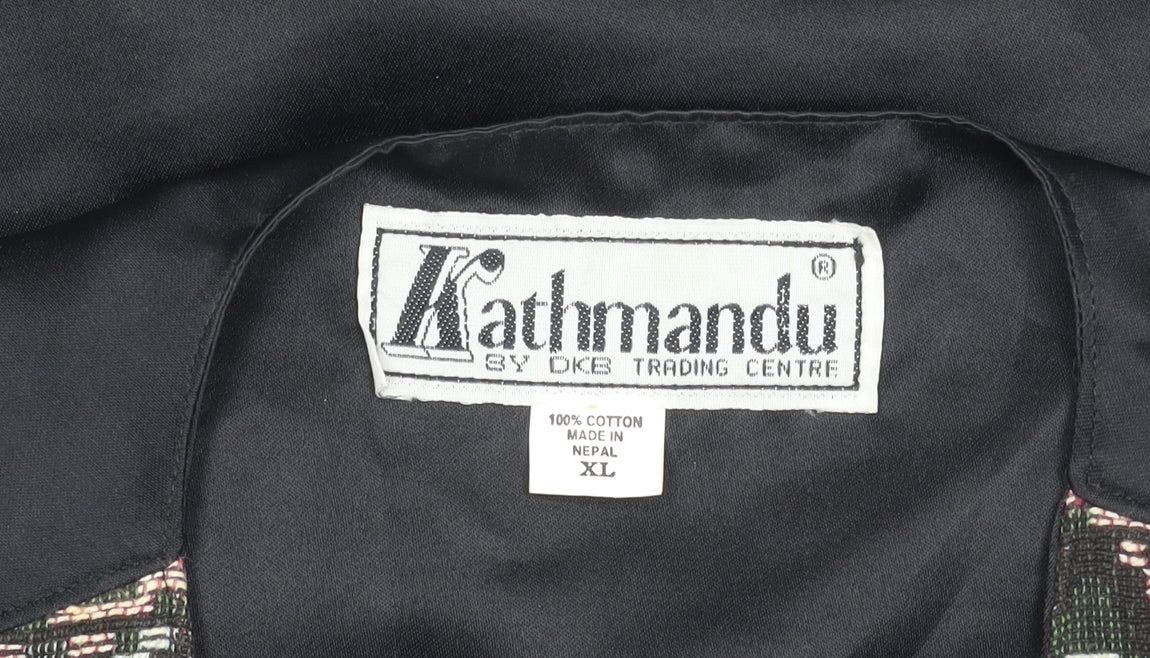 Kathmandu ®
BY DKB TRADING CENTRE
100% COTTON
MADE IN
NEPAL
XL